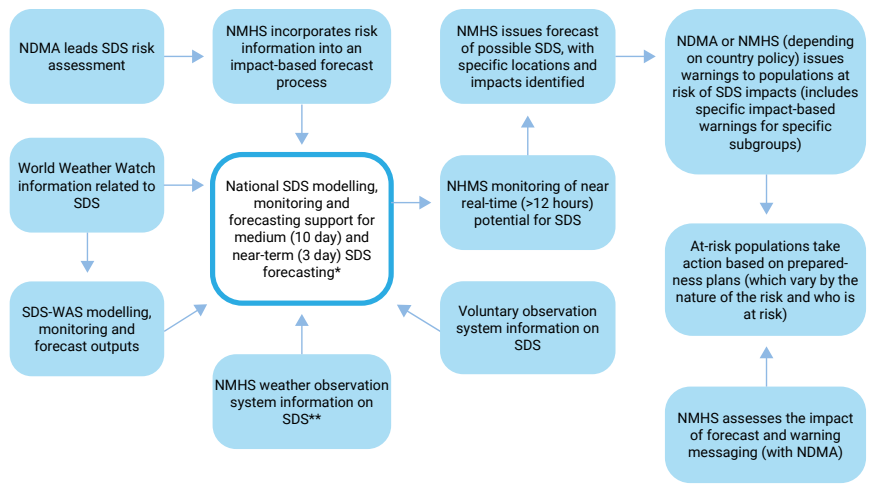 NDMA leads SDS risk
assessment
NMHS incorporates risk
information into an
impact-based forecast
process
NMHS issues forecast
of possible SDS, with
specific locations and
impacts identified
NDMA or NMHS (depending
on country policy) issues
warnings to populations at
risk of SDS impacts (includes
specific impact-based
warnings for specific
subgroups)
World Weather Watch
information related to
SDS
National SDS modelling,
monitoring and
forecasting support for
medium (10 day) and
near-term (3 day) SDS
forecasting*
NHMS monitoring of near
real-time (>12 hours)
potential for SDS
At-risk populations take
action based on prepared-
ness plans (which vary by the
nature of the risk and who is
at risk)
SDS-WAS modelling,
monitoring and
forecast outputs
Voluntary observation
system information on
SDS
NMHS weather observation
system information on
SDS**
NMHS assesses the impact
of forecast and warning
messaging (with NDMA)